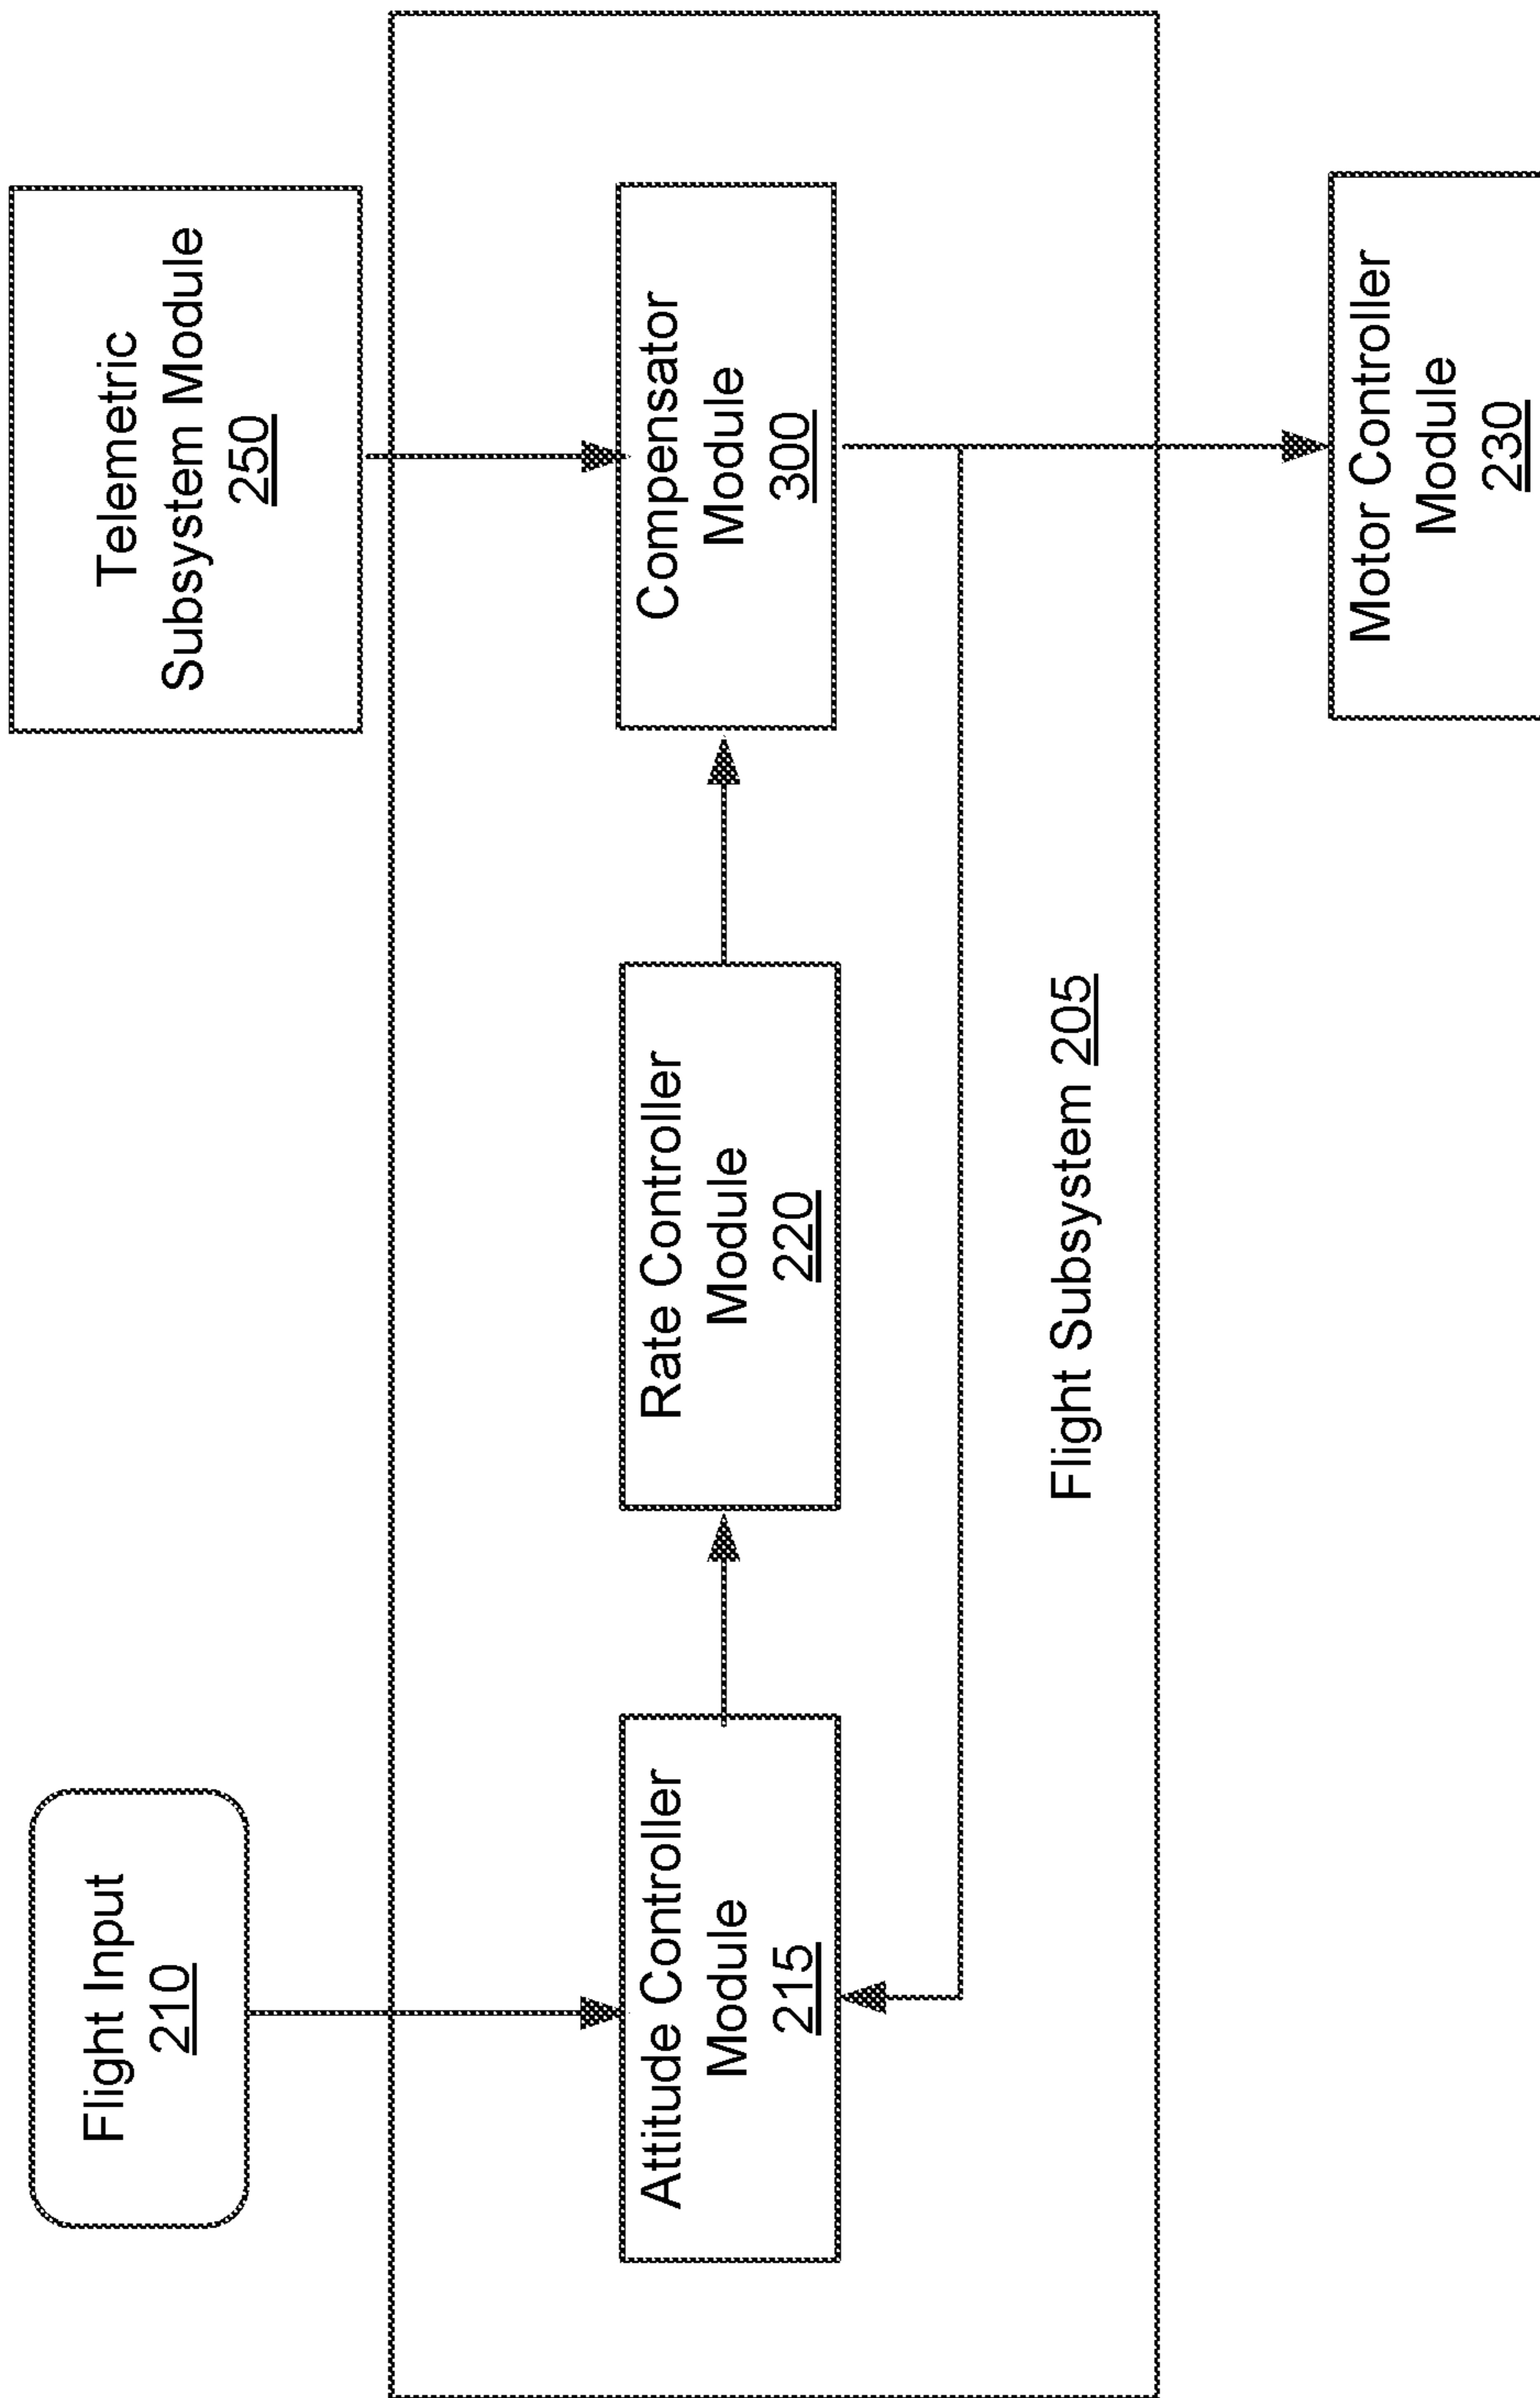 Flight Input
210
Telemetric
Subsystem Module
250
Attitude Controller
Module
215
Rate Controller
Module
220
Compensator
Module
300
Flight Subsystem 205
Motor Controller
Module
230